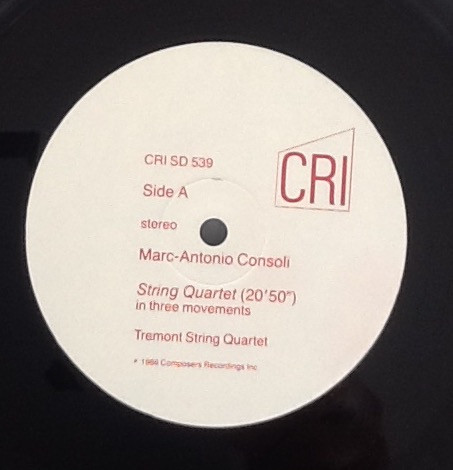 CRI
CRI SD 539
Side A
stereo
Marc-Antonio Consoli
String Quartet (20'50")
in three movements
Tremont String Quartet
℗ 1986 Composers Recordings Inc.